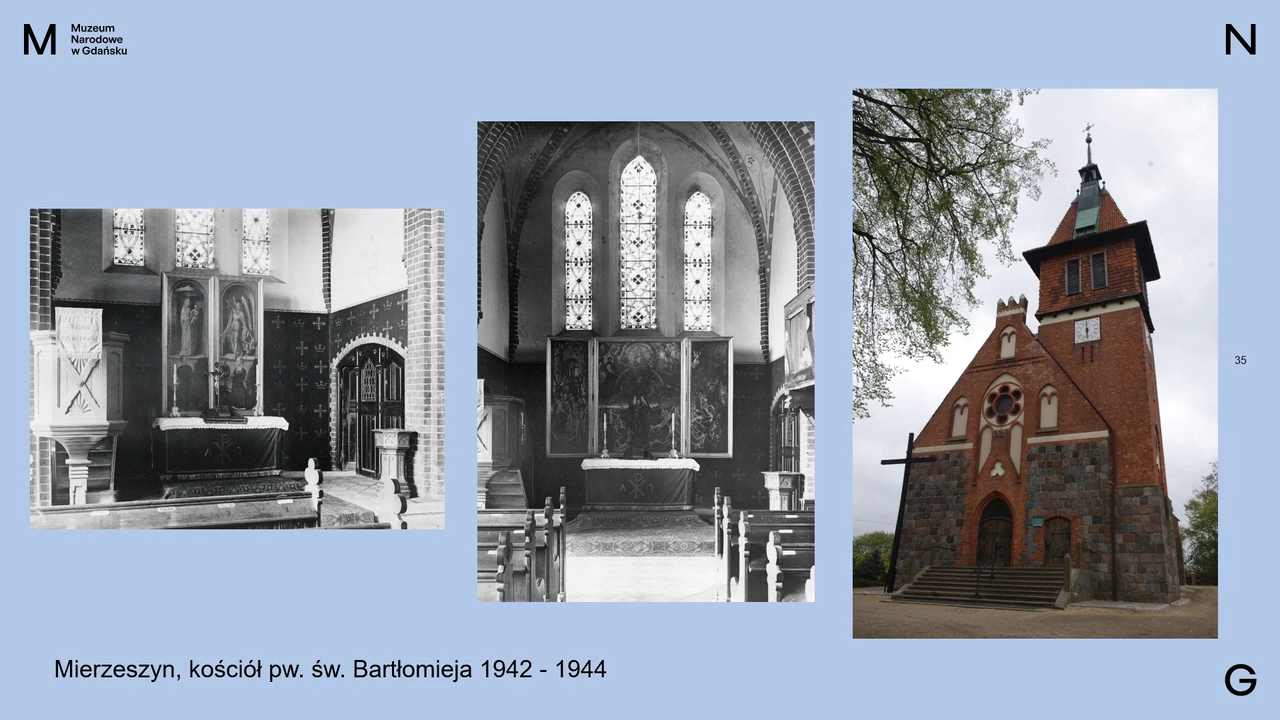 M
Muzeum
Narodowe
w Gdańsku
N
35
Mierzeszyn, kościół pw. św. Bartłomieja 1942 - 1944
G